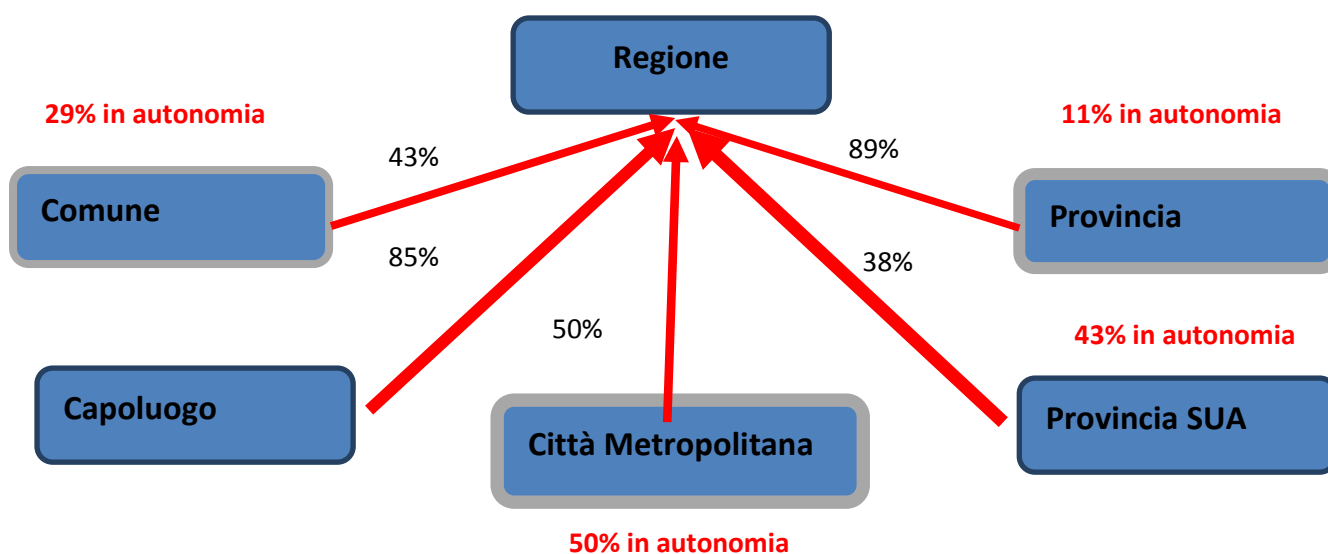 Regione
29% in autonomia
11% in autonomia
43%
89%
Comune
Provincia
85%
38%
50%
43% in autonomia
Capoluogo
Provincia SUA
Città Metropolitana
50% in autonomia